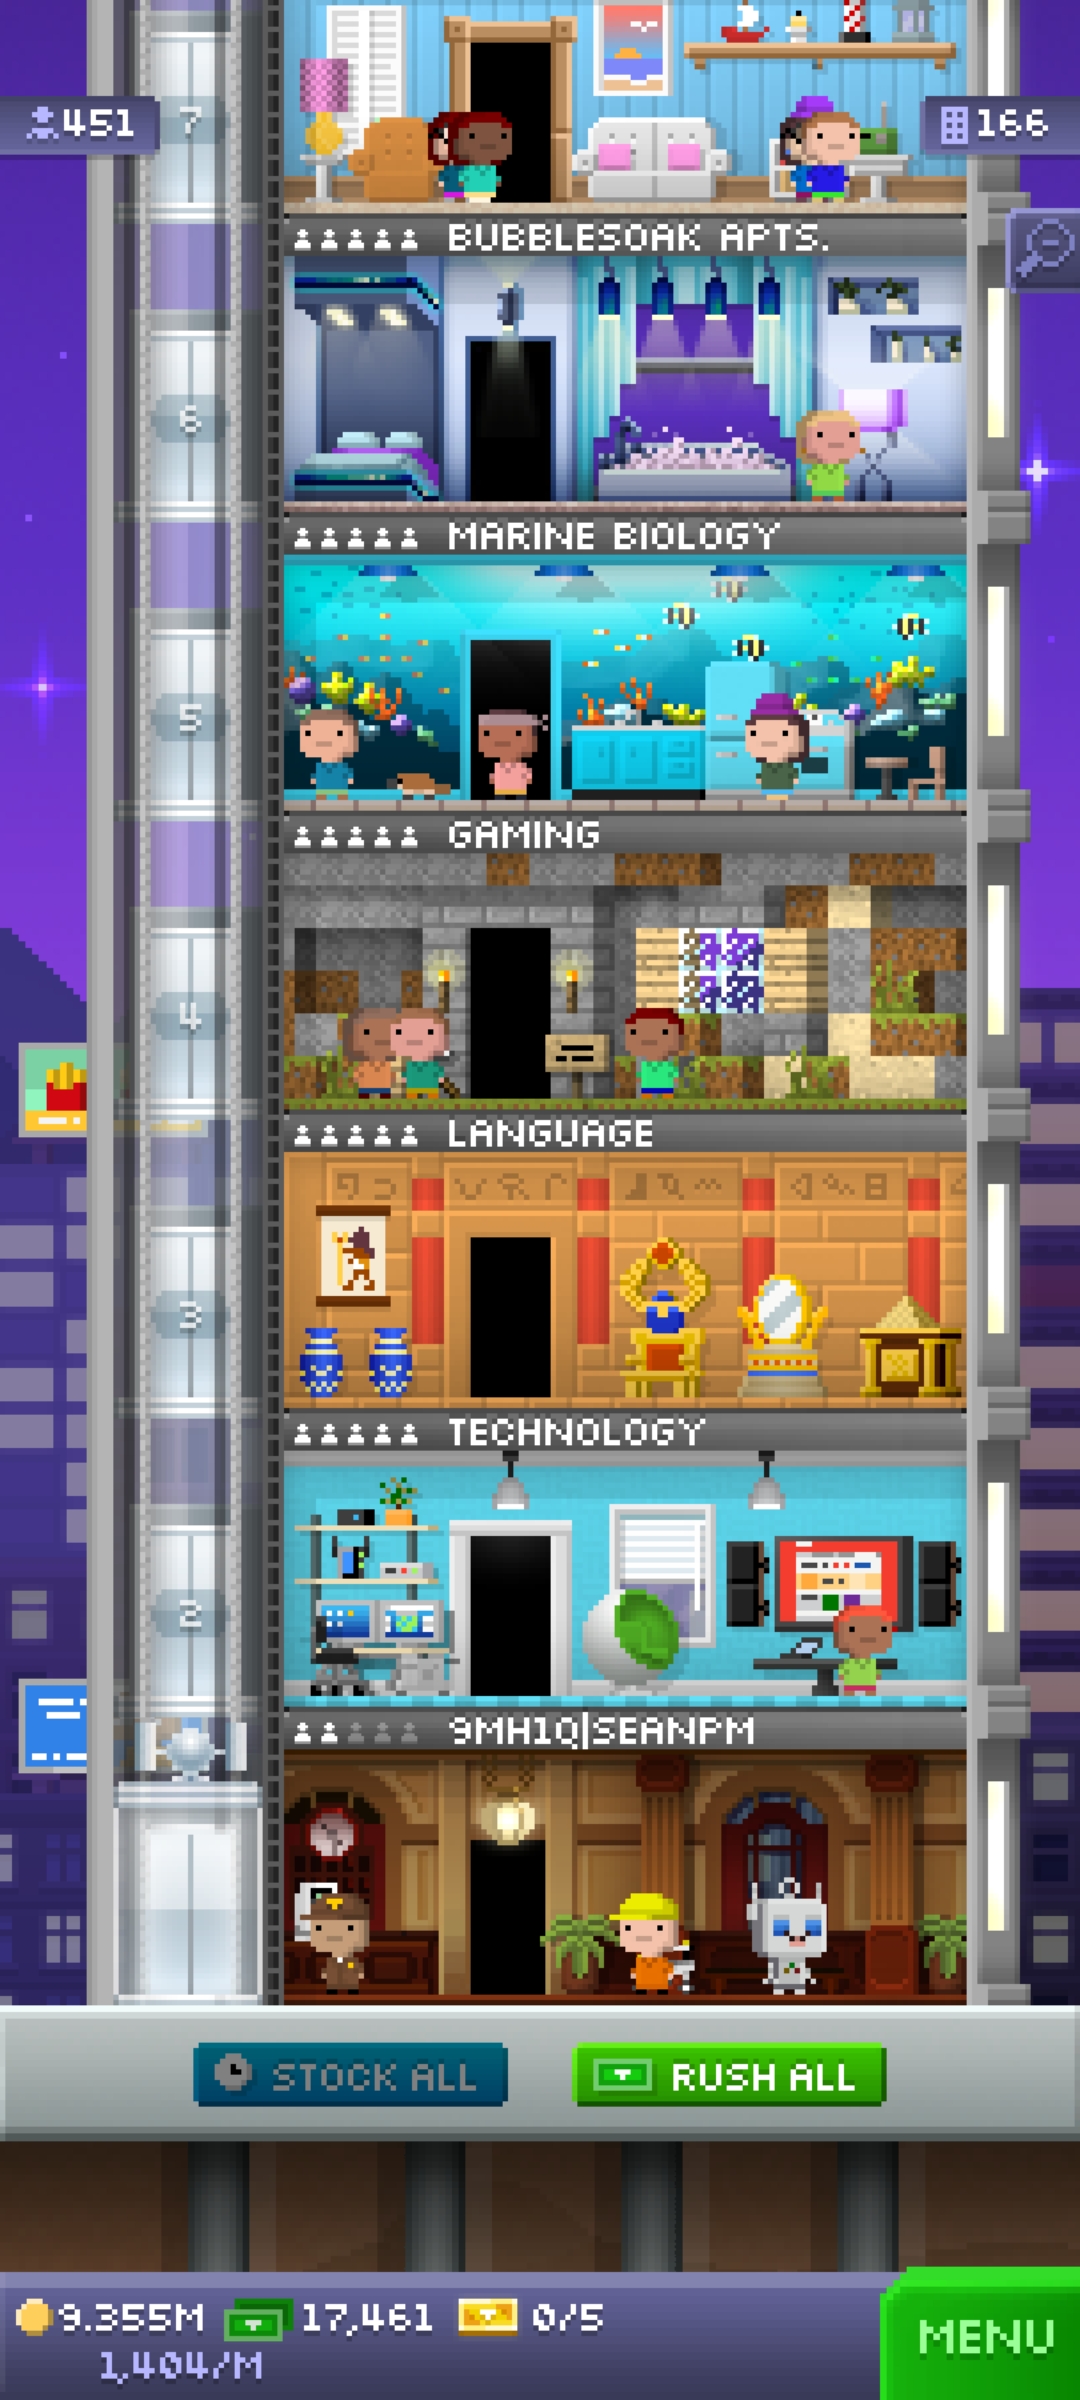 7
451
166
BUBBLESOAK APTS.
6
MARINE BIOLOGY
5
GAMING
4
LANGUAGE
3
TECHNOLOGY
2
9MH1Q|SEANPM
STOCK ALL
RUSH ALL
9.355M
17,461
0/5
1,404/M
MENU